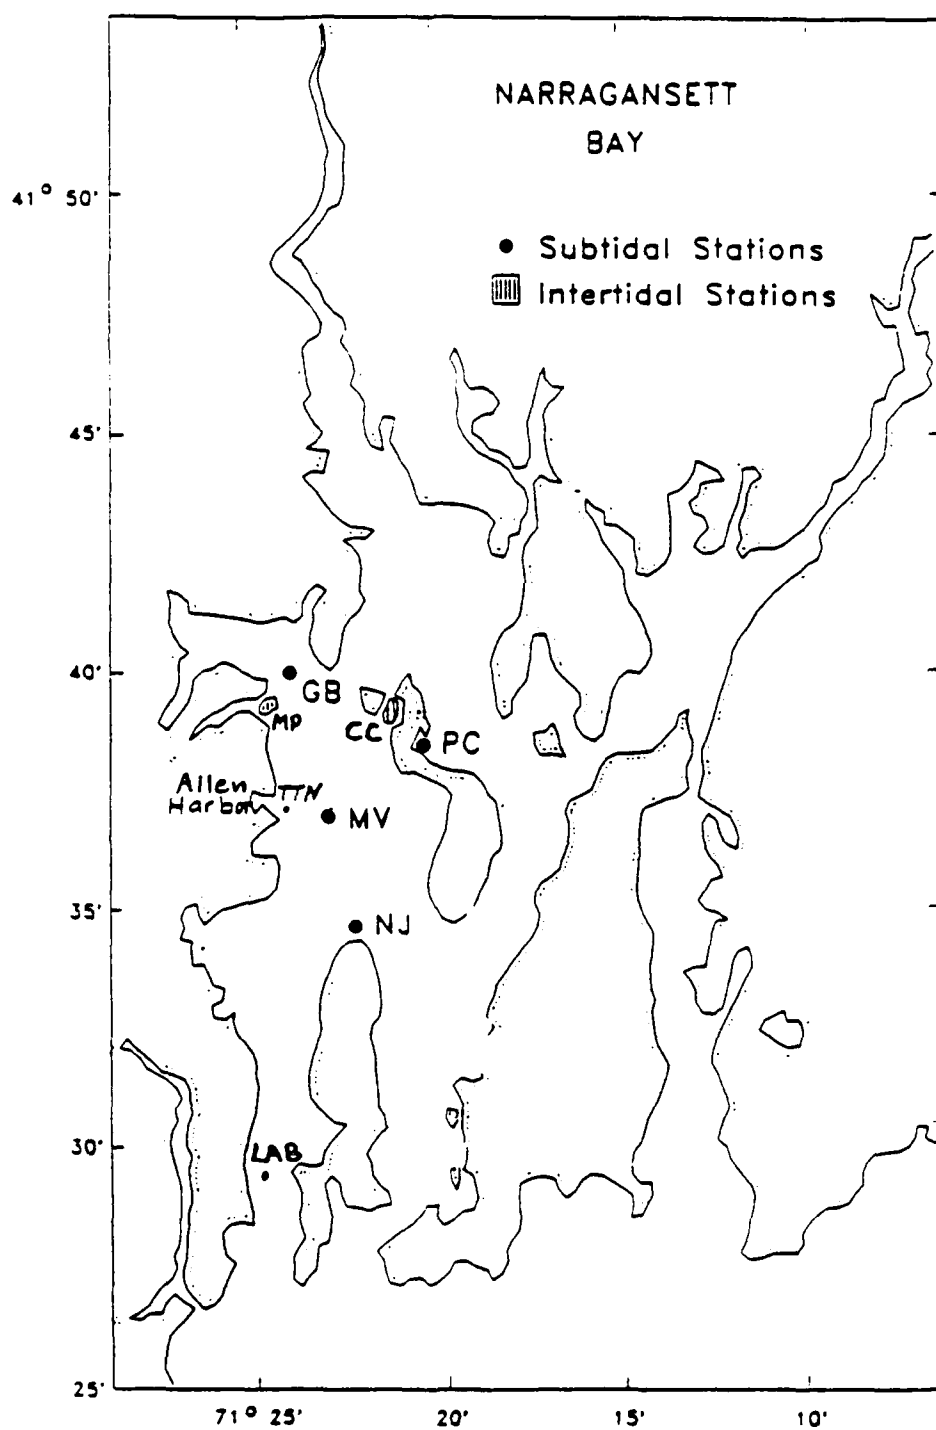 NARRAGANSETT
BAY
41° 50'
Subtidal Stations
Intertidal Stations
45'
40'
GB
MP
CC
PC
Allen
Harbor
TTN
MV
35'
NJ
30'
LAB
25'
71° 25'
20'
15'
10'